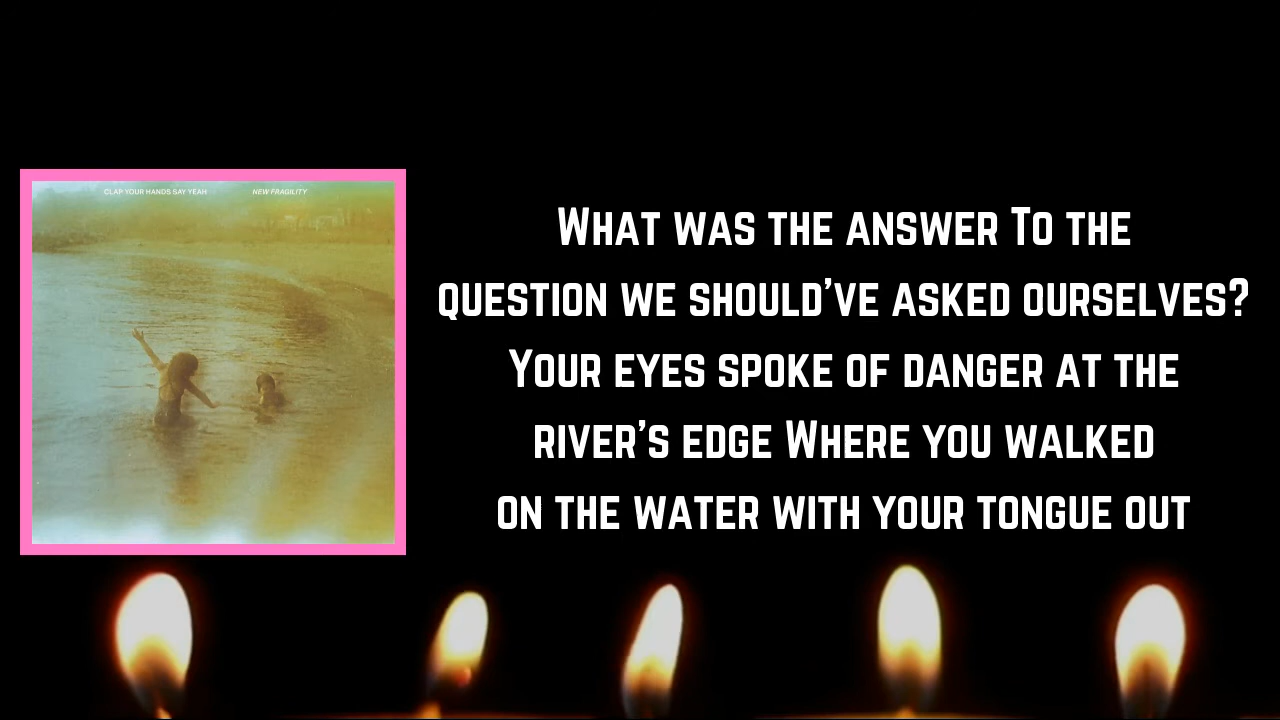 CLAP YOUR HANDS SAY YEAH NEW FRAGILITY
What was the answer To the
question we should've asked ourselves?
Your eyes spoke of danger at the
river's edge Where you walked
on the water with your tongue out